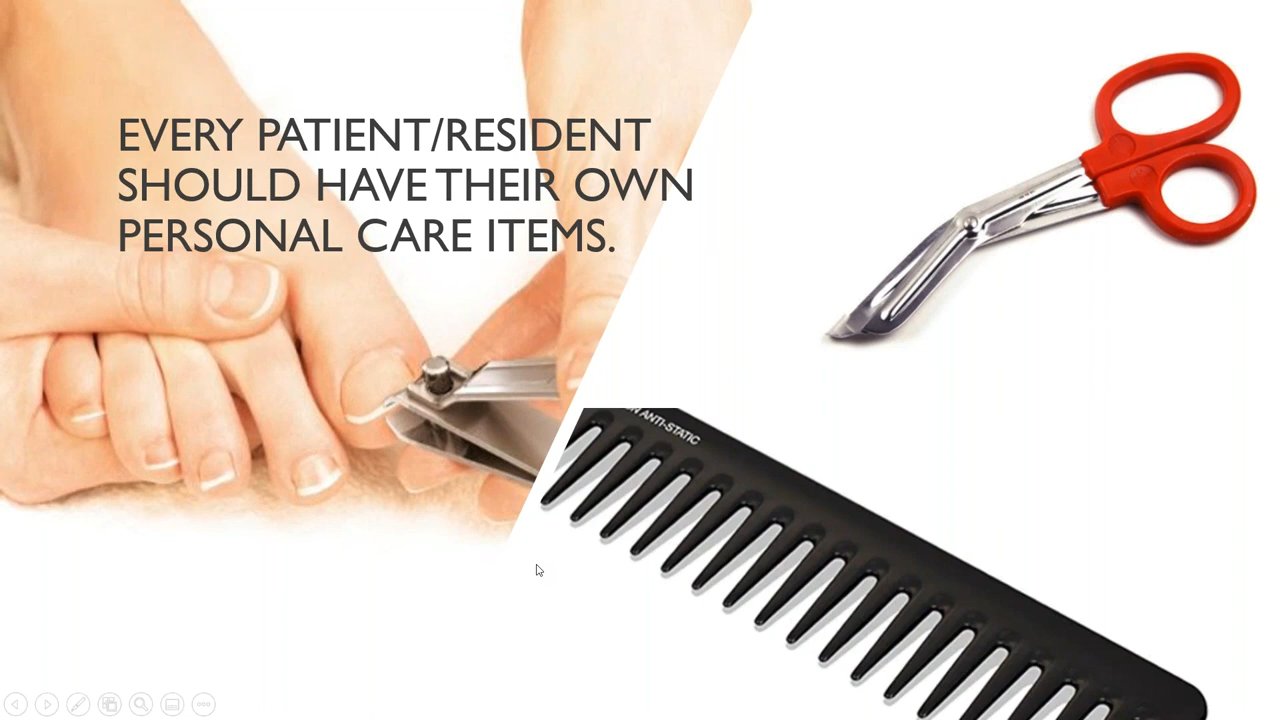 EVERY PATIENT/RESIDENT
SHOULD HAVE THEIR OWN
PERSONAL CARE ITEMS.
ANTI-STATIC